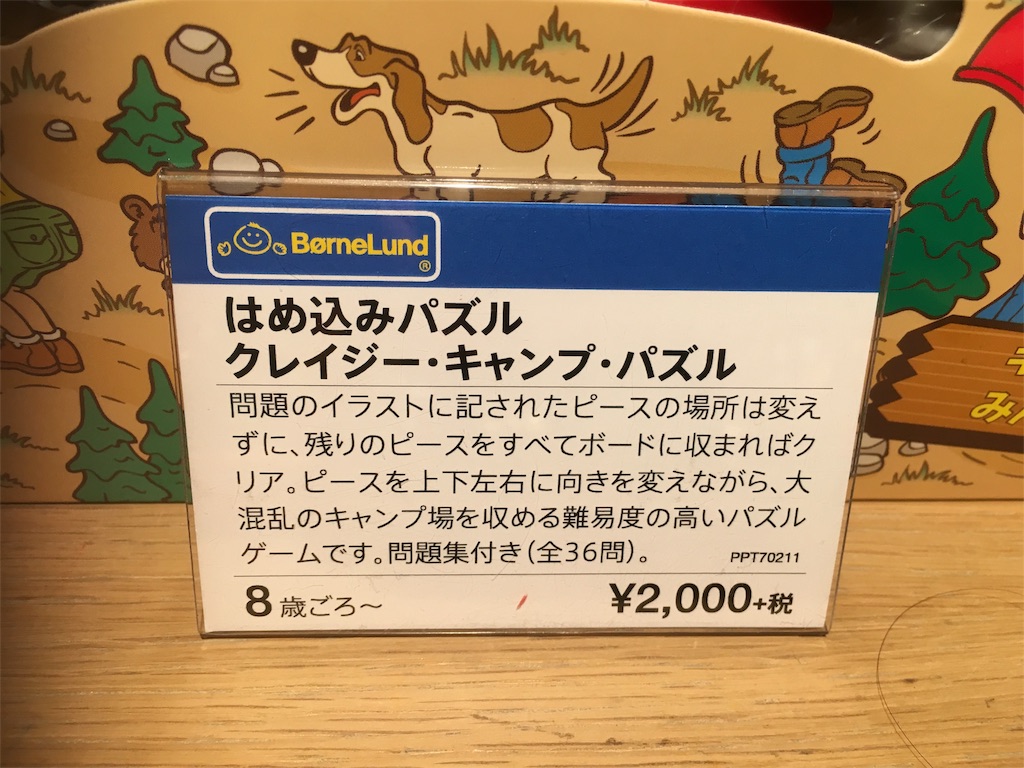 BørneLund®
はめ込みパズル
クレイジー・キャンプ・パズル
問題のイラストに記されたピースの場所は変え
ずに、残りのピースをすべてボードに収まればク
リア。ピースを上下左右に向きを変えながら、大
混乱のキャンプ場を収める難易度の高いパズル
ゲームです。問題集付き（全36問）。 PPT70211
8歳ごろ～ ¥2,000+税